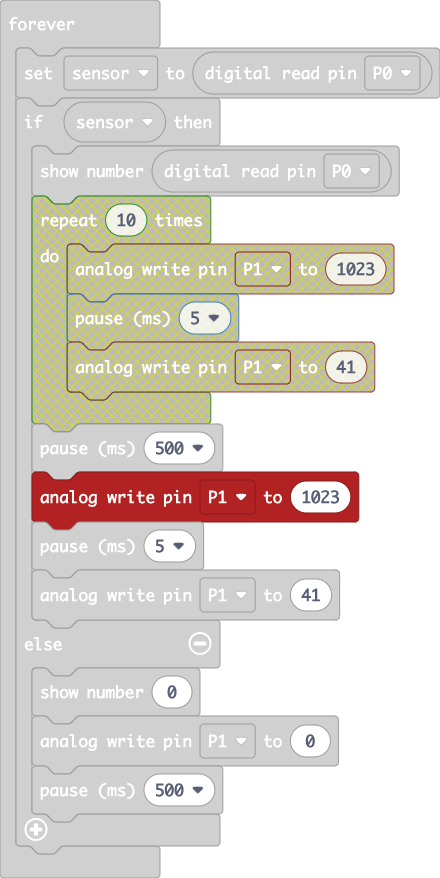 forever
set sensor to digital read pin P0
if sensor then
show number digital read pin P0
repeat 10 times
do analog write pin P1 to 1023
pause (ms) 5
analog write pin P1 to 41
pause (ms) 500
analog write pin P1 to 1023
pause (ms) 5
analog write pin P1 to 41
else
show number 0
analog write pin P1 to 0
pause (ms) 500